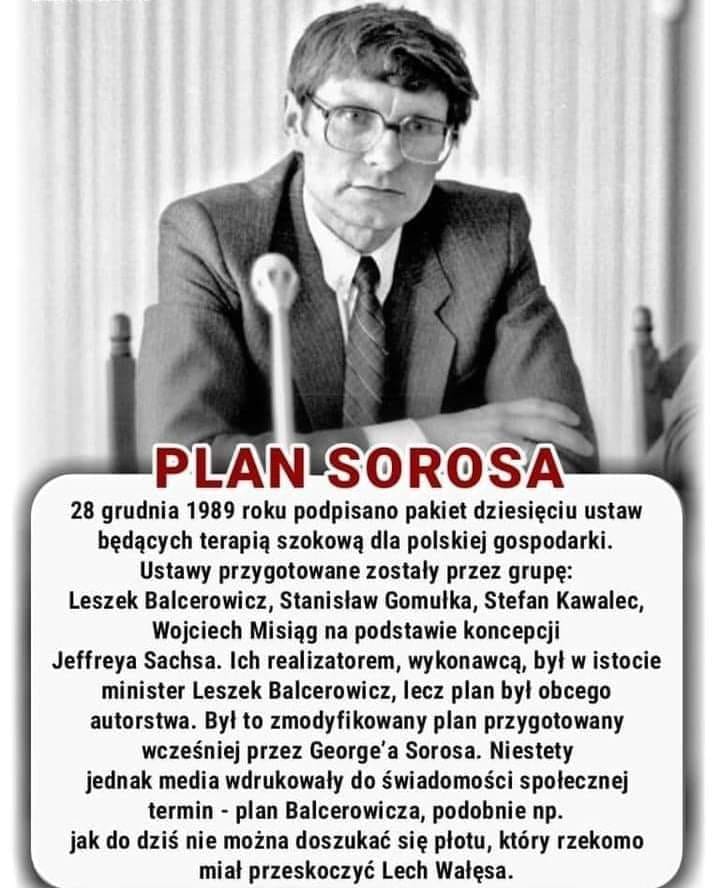 PLAN SOROSA
28 grudnia 1989 roku podpisano pakiet dziesięciu ustaw
będących terapią szokową dla polskiej gospodarki.
Ustawy przygotowane zostały przez grupę:
Leszek Balcerowicz, Stanisław Gomułka, Stefan Kawalec,
Wojciech Misiąg na podstawie koncepcji
Jeffreya Sachsa. Ich realizatorem, wykonawcą, był w istocie
minister Leszek Balcerowicz, lecz plan był obcego
autorstwa. Był to zmodyfikowany plan przygotowany
wcześniej przez George'a Sorosa. Niestety
jednak media wdrukowały do świadomości społecznej
termin - plan Balcerowicza, podobnie np.
jak do dziś nie można doszukać się płotu, który rzekomo
miał przeskoczyć Lech Wałęsa.